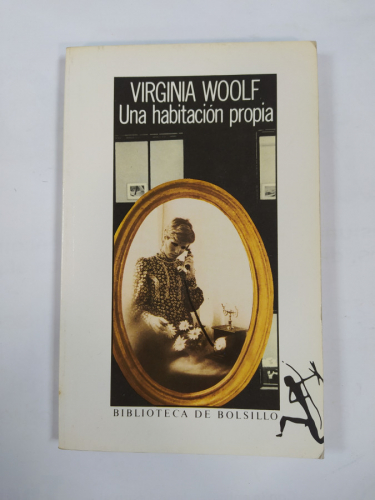 VIRGINIA WOOLF
Una habitación propia
BIBLIOTECA DE BOLSILLO